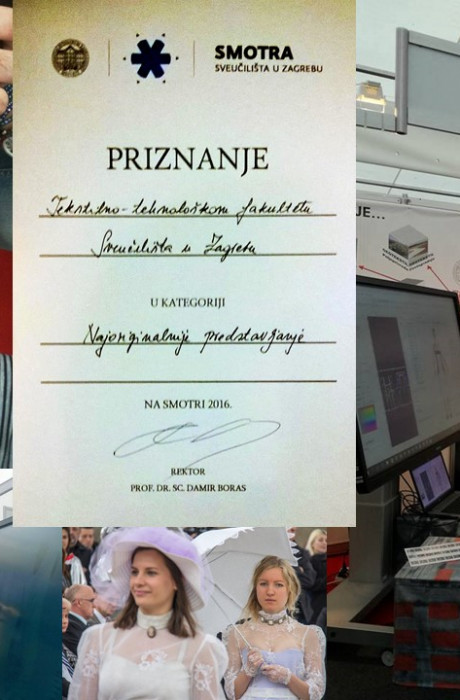 SMOTRA
SVEUČILIŠTA U ZAGREBU
PRIZNANJE
Tekstilno-tehnološkom fakultetu
Sveučilišta u Zagrebu
U KATEGORIJI
Najoriginalnije predstavljanje
NA SMOTRI 2016.
REKTOR
PROF. DR. SC. DAMIR BORAS
JE...